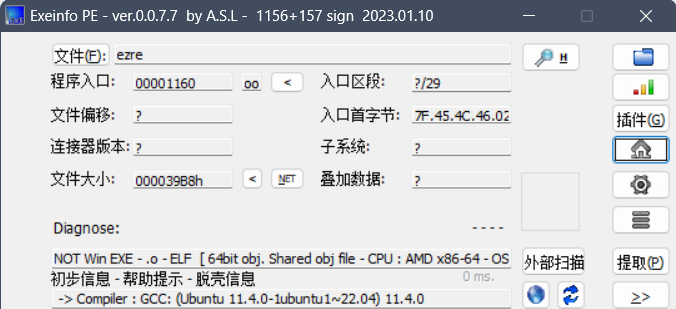 Exeinfo PE - ver.0.0.7.7 by A.S.L - 1156+157 sign 2023.01.10
文件(F): ezre H
程序入口: 00001160 oo < 入口区段: ?/29
文件偏移: ? 入口首字节: 7F.45.4C.46.02 插件(G)
连接器版本: ? 子系统: ?
文件大小: 000039B8h < NET 叠加数据: ?
Diagnose: ----
NOT Win EXE - .o - ELF [ 64bit obj. Shared obj file - CPU : AMD x86-64 - OS 外部扫描 提取(P)
初步信息 - 帮助提示 - 脱壳信息 0 ms.
-> Compiler : GCC: (Ubuntu 11.4.0-1ubuntu1~22.04) 11.4.0 >>